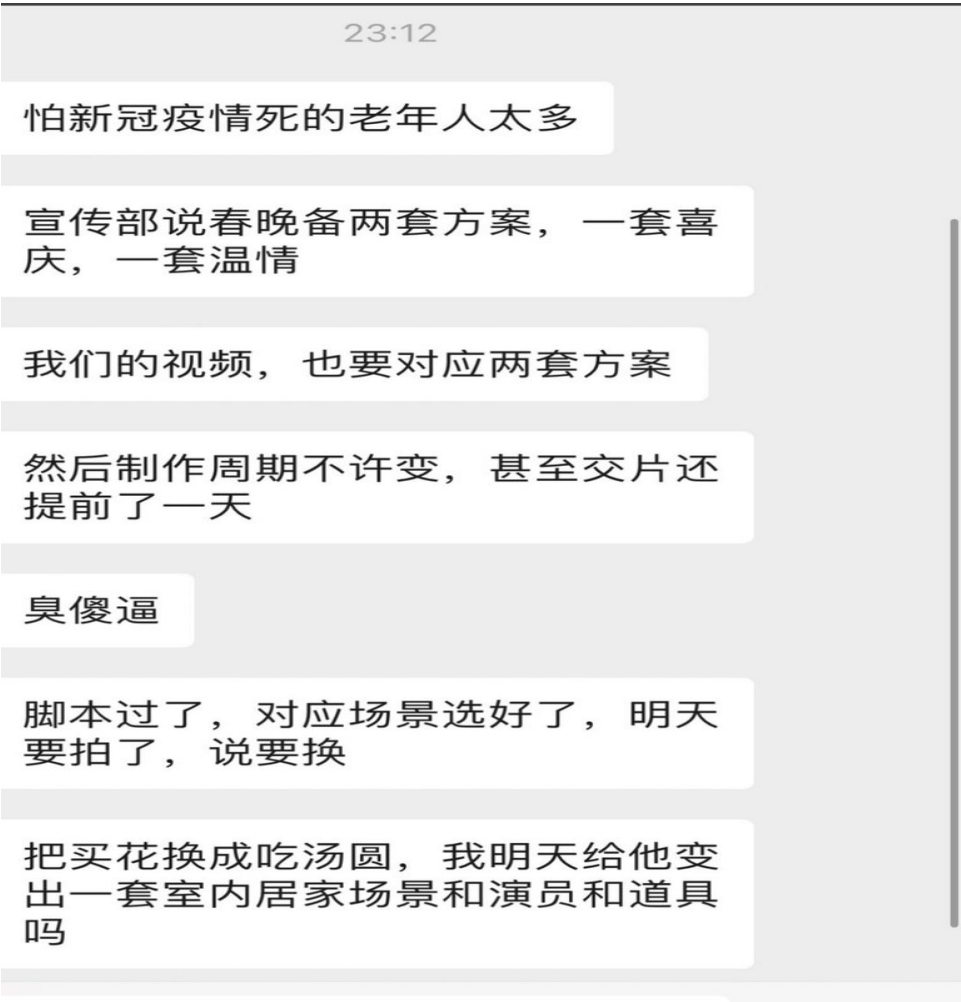 23:12
怕新冠疫情死的老年人太多
宣传部说春晚备两套方案，一套喜
庆，一套温情
我们的视频，也要对应两套方案
然后制作周期不许变，甚至交片还
提前了一天
臭傻逼
脚本过了，对应场景选好了，明天
要拍了，说要换
把买花换成吃汤圆，我明天给他变
出一套室内居家场景和演员和道具
吗